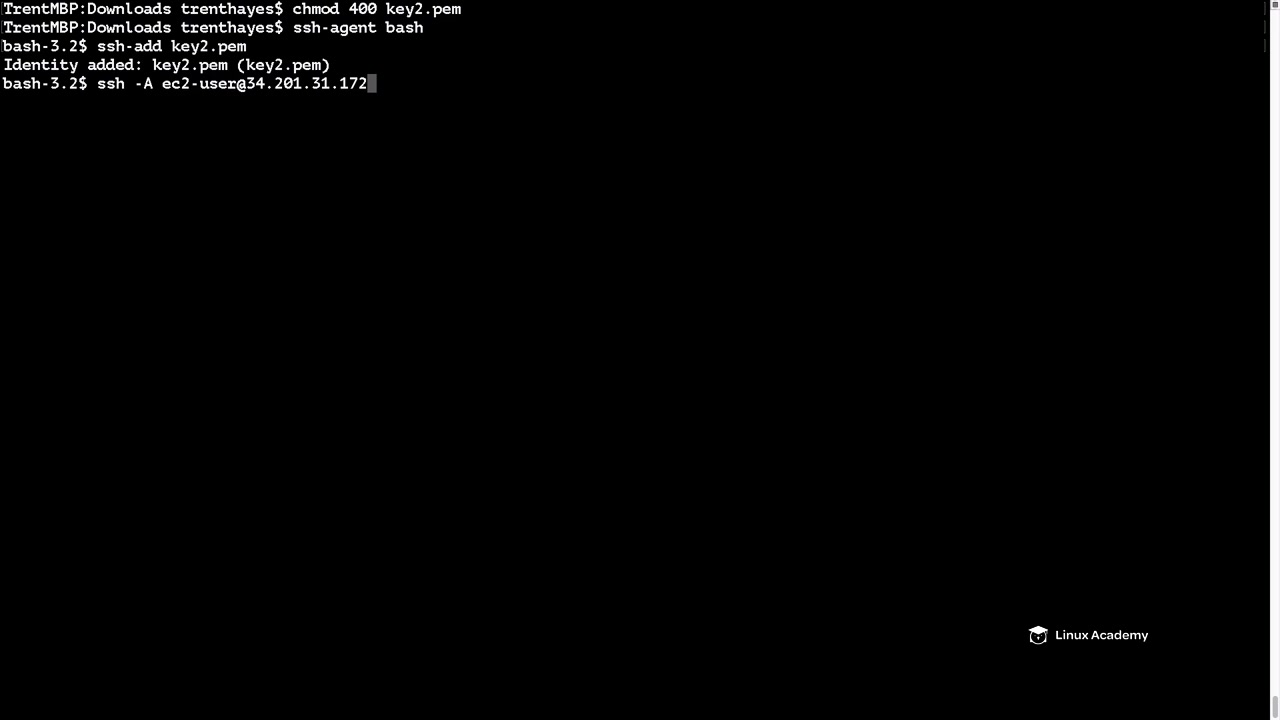 TrentMBP:Downloads trenthayes$ chmod 400 key2.pem
TrentMBP:Downloads trenthayes$ ssh-agent bash
bash-3.2$ ssh-add key2.pem
Identity added: key2.pem (key2.pem)
bash-3.2$ ssh -A ec2-user@34.201.31.172
Linux Academy